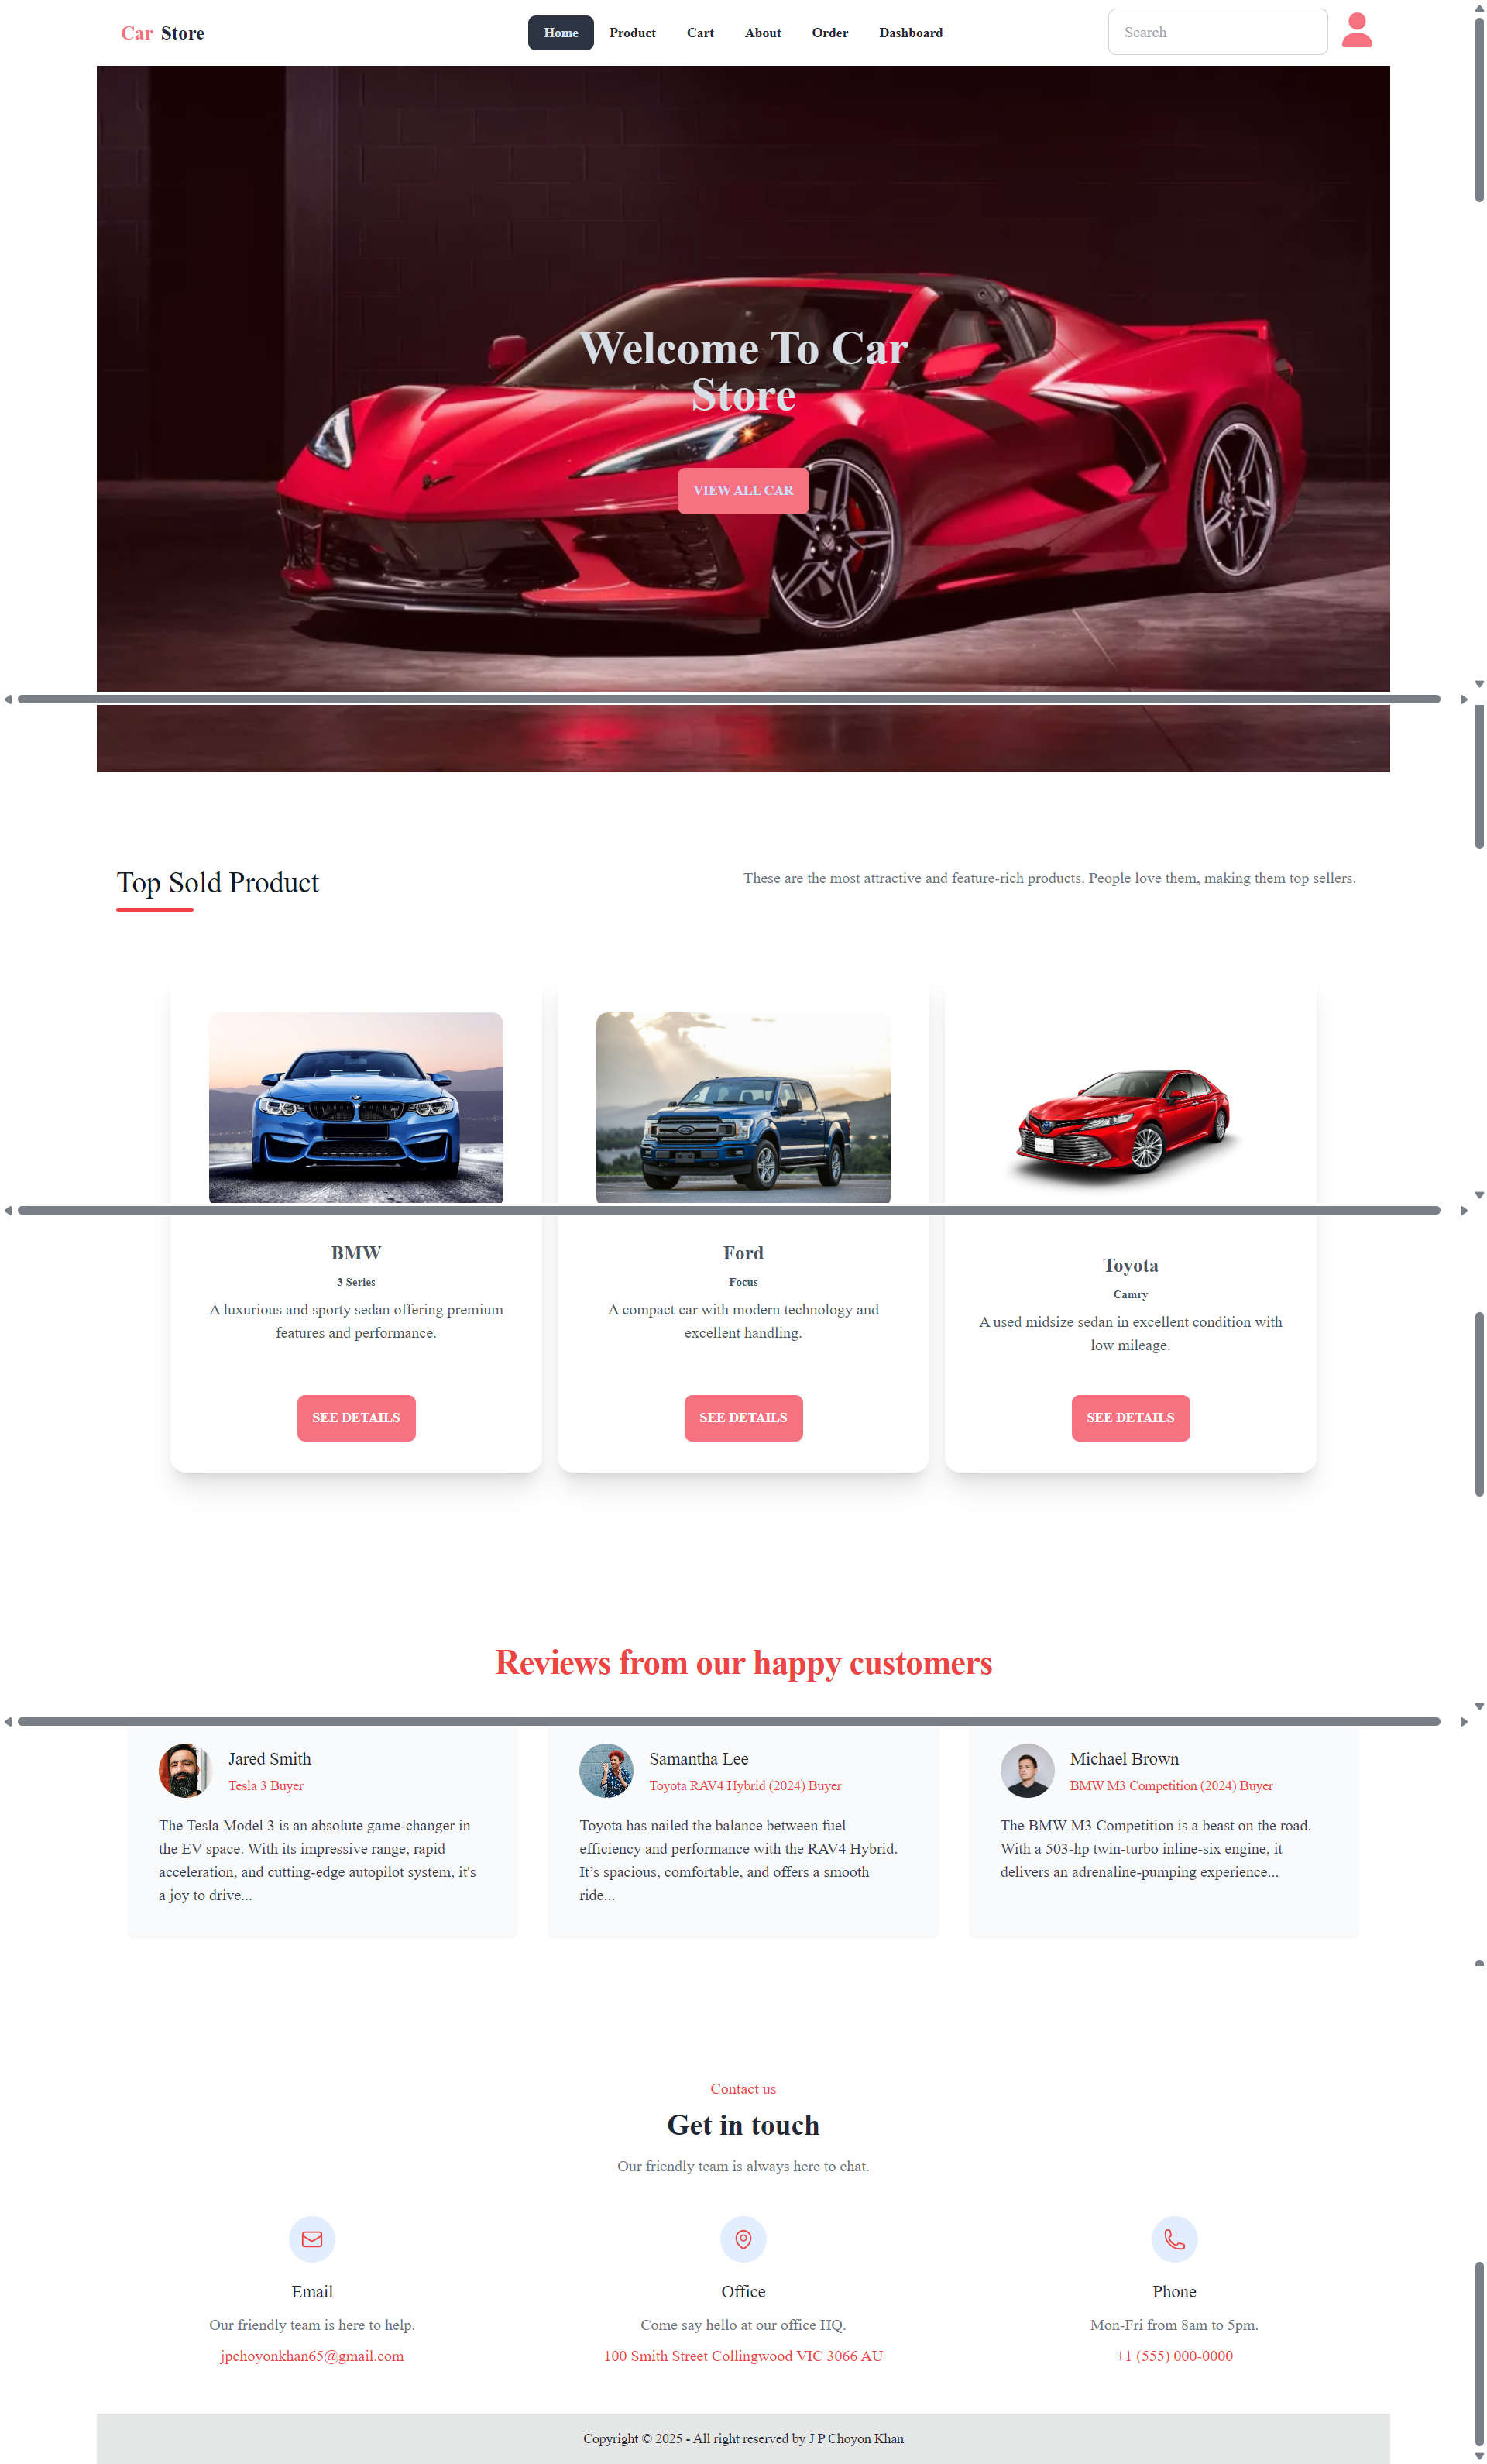 Car Store
Home Product Cart About Order Dashboard
Search
Welcome To Car
Store
VIEW ALL CAR
Top Sold Product
These are the most attractive and feature-rich products. People love them, making them top sellers.
BMW
3 Series
A luxurious and sporty sedan offering premium
features and performance.
SEE DETAILS
Ford
Focus
A compact car with modern technology and
excellent handling.
SEE DETAILS
Toyota
Camry
A used midsize sedan in excellent condition with
low mileage.
SEE DETAILS
Reviews from our happy customers
Jared Smith
Tesla 3 Buyer
The Tesla Model 3 is an absolute game-changer in
the EV space. With its impressive range, rapid
acceleration, and cutting-edge autopilot system, it's
a joy to drive...
Samantha Lee
Toyota RAV4 Hybrid (2024) Buyer
Toyota has nailed the balance between fuel
efficiency and performance with the RAV4 Hybrid.
It’s spacious, comfortable, and offers a smooth
ride...
Michael Brown
BMW M3 Competition (2024) Buyer
The BMW M3 Competition is a beast on the road.
With a 503-hp twin-turbo inline-six engine, it
delivers an adrenaline-pumping experience...
Contact us
Get in touch
Our friendly team is always here to chat.
Email
Our friendly team is here to help.
jpchoyonkhan65@gmail.com
Office
Come say hello at our office HQ.
100 Smith Street Collingwood VIC 3066 AU
Phone
Mon-Fri from 8am to 5pm.
+1 (555) 000-0000
Copyright © 2025 - All right reserved by J P Choyon Khan